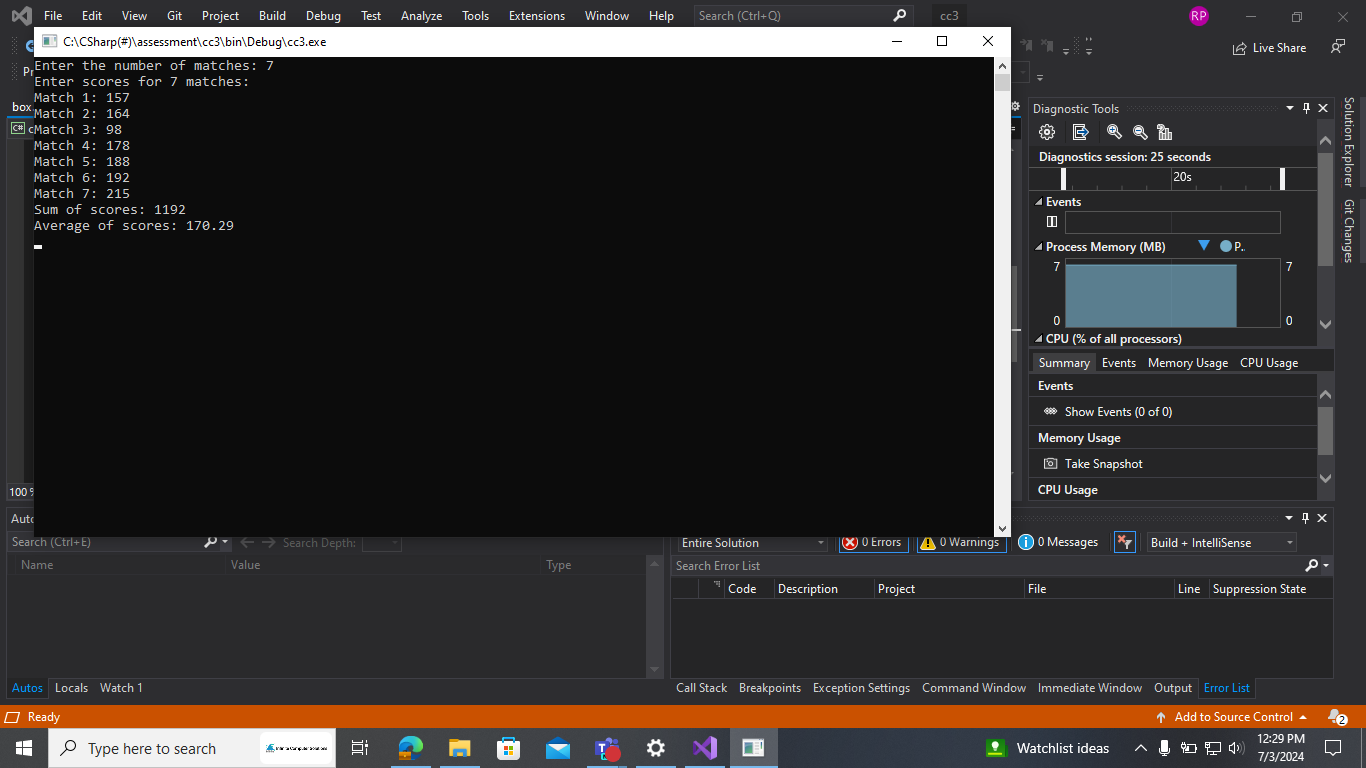 File Edit View Git Project Build Debug Test Analyze Tools Extensions Window Help Search (Ctrl+Q) cc3 RP
C:\CSharp(#)\assessment\cc3\bin\Debug\cc3.exe
Live Share
Enter the number of matches: 7
Enter scores for 7 matches:
Match 1: 157
Match 2: 164
Match 3: 98
Match 4: 178
Match 5: 188
Match 6: 192
Match 7: 215
Sum of scores: 1192
Average of scores: 170.29
box
C#
100 %
Diagnostic Tools
Diagnostics session: 25 seconds
20s
Events
Process Memory (MB) P..
7 7
0 0
CPU (% of all processors)
Summary Events Memory Usage CPU Usage
Events
Show Events (0 of 0)
Memory Usage
Take Snapshot
CPU Usage
Solution Explorer
Git Changes
Auto
Search (Ctrl+E) Search Depth:
Name Value Type
Autos Locals Watch 1
Entire Solution 0 Errors 0 Warnings 0 Messages Build + IntelliSense
Search Error List
Code Description Project File Line Suppression State
Call Stack Breakpoints Exception Settings Command Window Immediate Window Output Error List
Ready Add to Source Control 2
Type here to search Infinite Computer Solutions Watchlist ideas 12:29 PM
7/3/2024